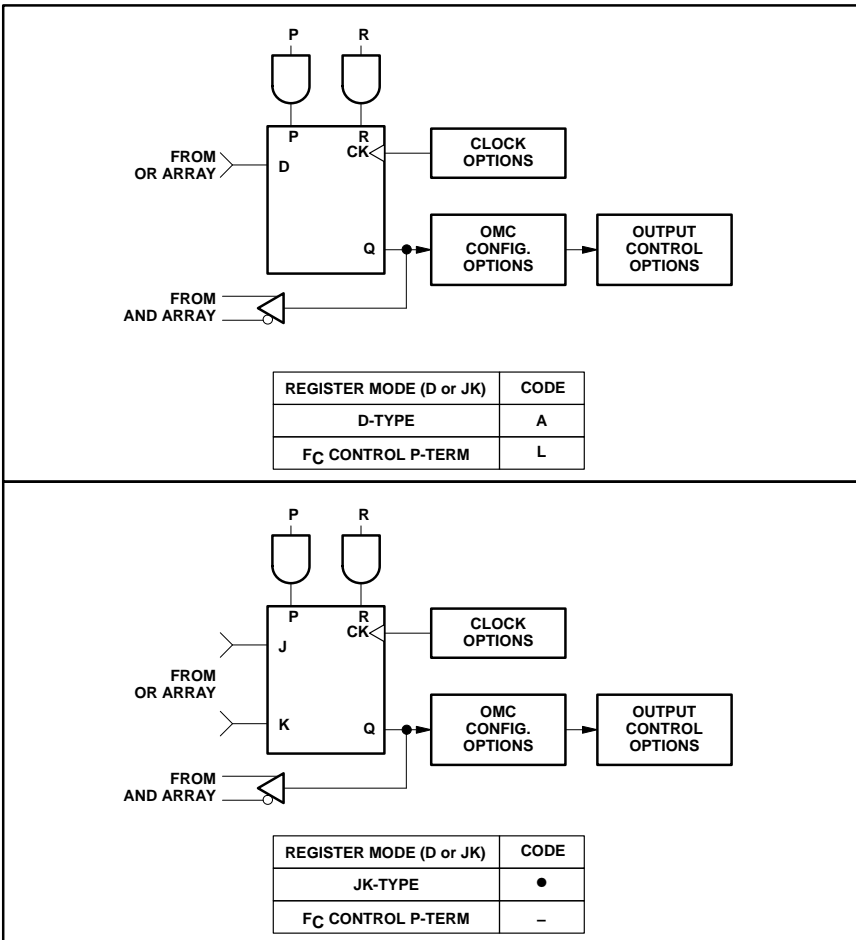 P R
P R
CK
CLOCK
OPTIONS
FROM
OR ARRAY
D
Q
OMC
CONFIG.
OPTIONS
OUTPUT
CONTROL
OPTIONS
FROM
AND ARRAY
REGISTER MODE (D or JK) CODE
D-TYPE A
FC CONTROL P-TERM L
P R
P R
CK
CLOCK
OPTIONS
J
FROM
OR ARRAY
K
Q
OMC
CONFIG.
OPTIONS
OUTPUT
CONTROL
OPTIONS
FROM
AND ARRAY
REGISTER MODE (D or JK) CODE
JK-TYPE ●
FC CONTROL P-TERM –